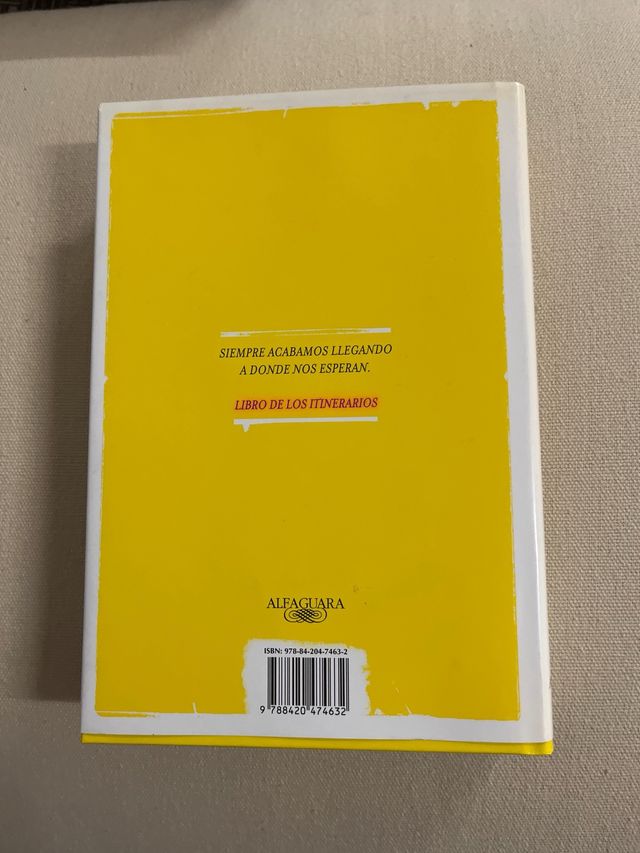 SIEMPRE ACABAMOS LLEGANDO
A DONDE NOS ESPERAN.
LIBRO DE LOS ITINERARIOS
ALFAGUARA
ISBN: 978-84-204-7463-2
9 788420 474632